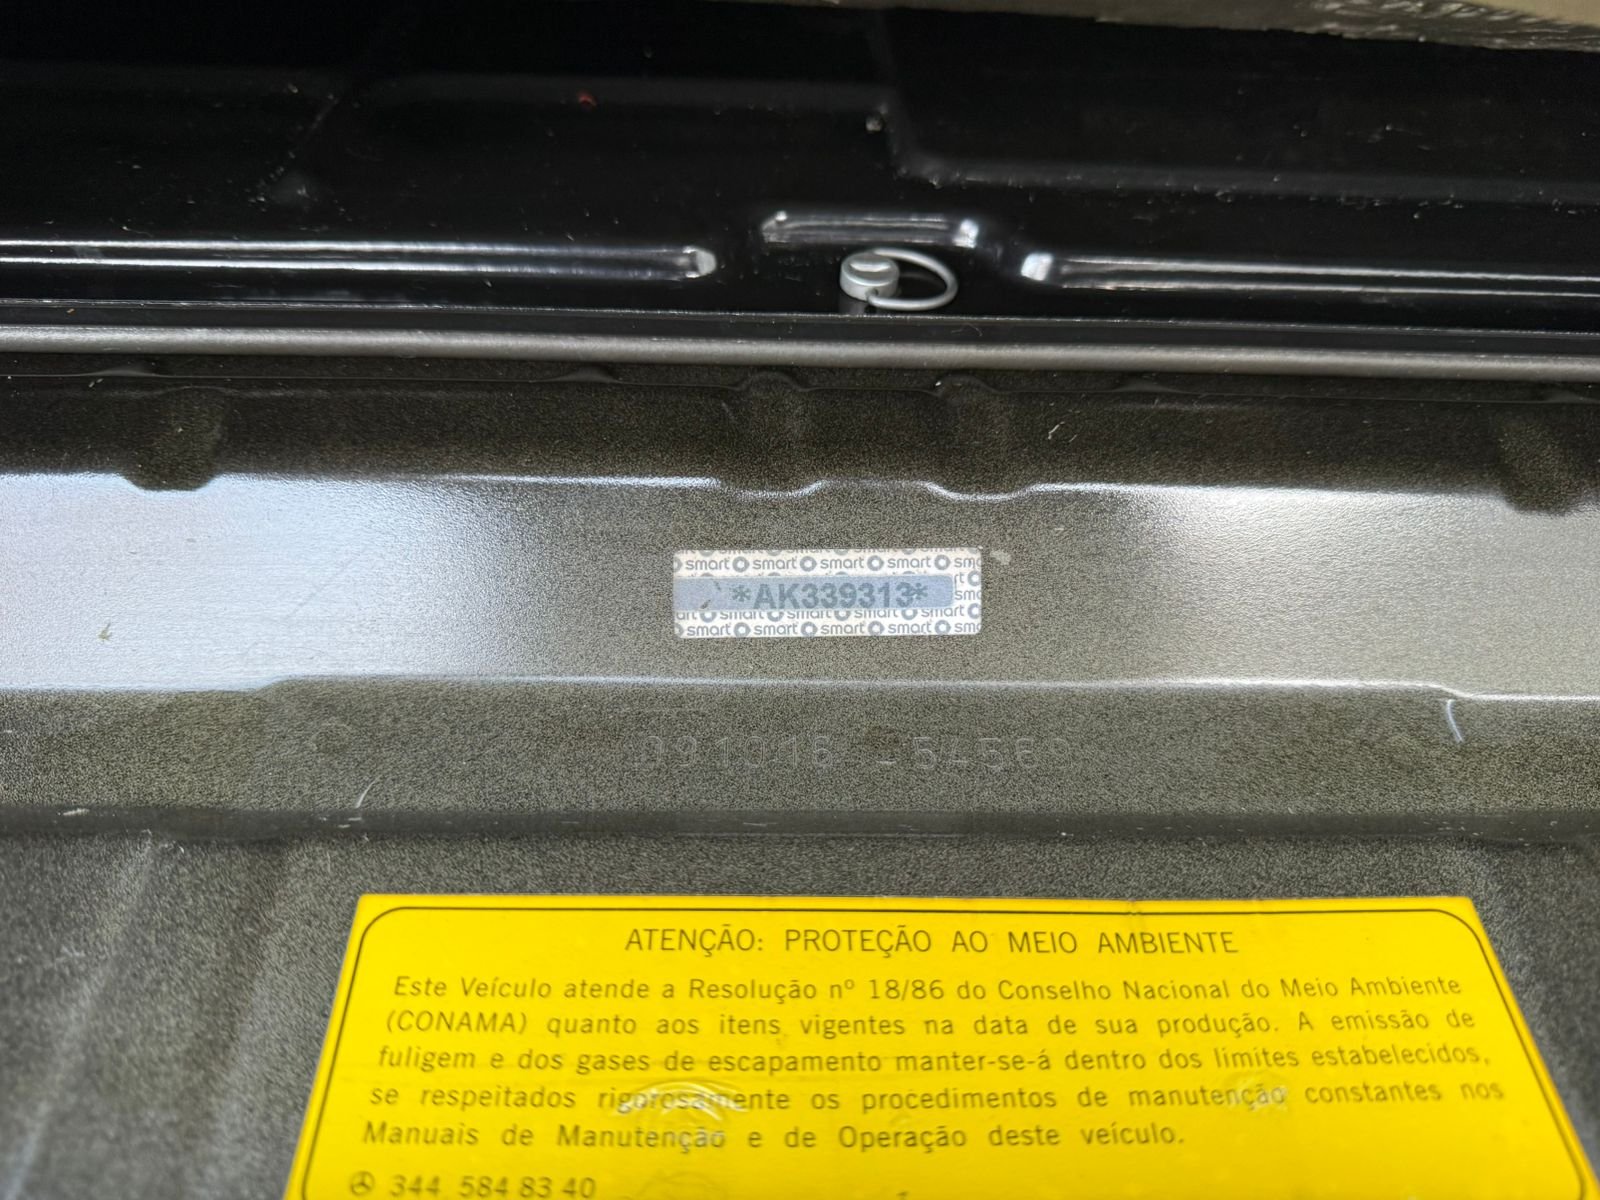 smart smart smart smart
*AK339313*
smart smart smart smart
091016 - 54569
ATENÇÃO: PROTEÇÃO AO MEIO AMBIENTE
Este Veículo atende a Resolução nº 18/86 do Conselho Nacional do Meio Ambiente
(CONAMA) quanto aos itens vigentes na data de sua produção. A emissão de
fuligem e dos gases de escapamento manter-se-á dentro dos limites estabelecidos,
se respeitados rigorosamente os procedimentos de manutenção constantes nos
Manuais de Manutenção e de Operação deste veículo.
344 584 83 40